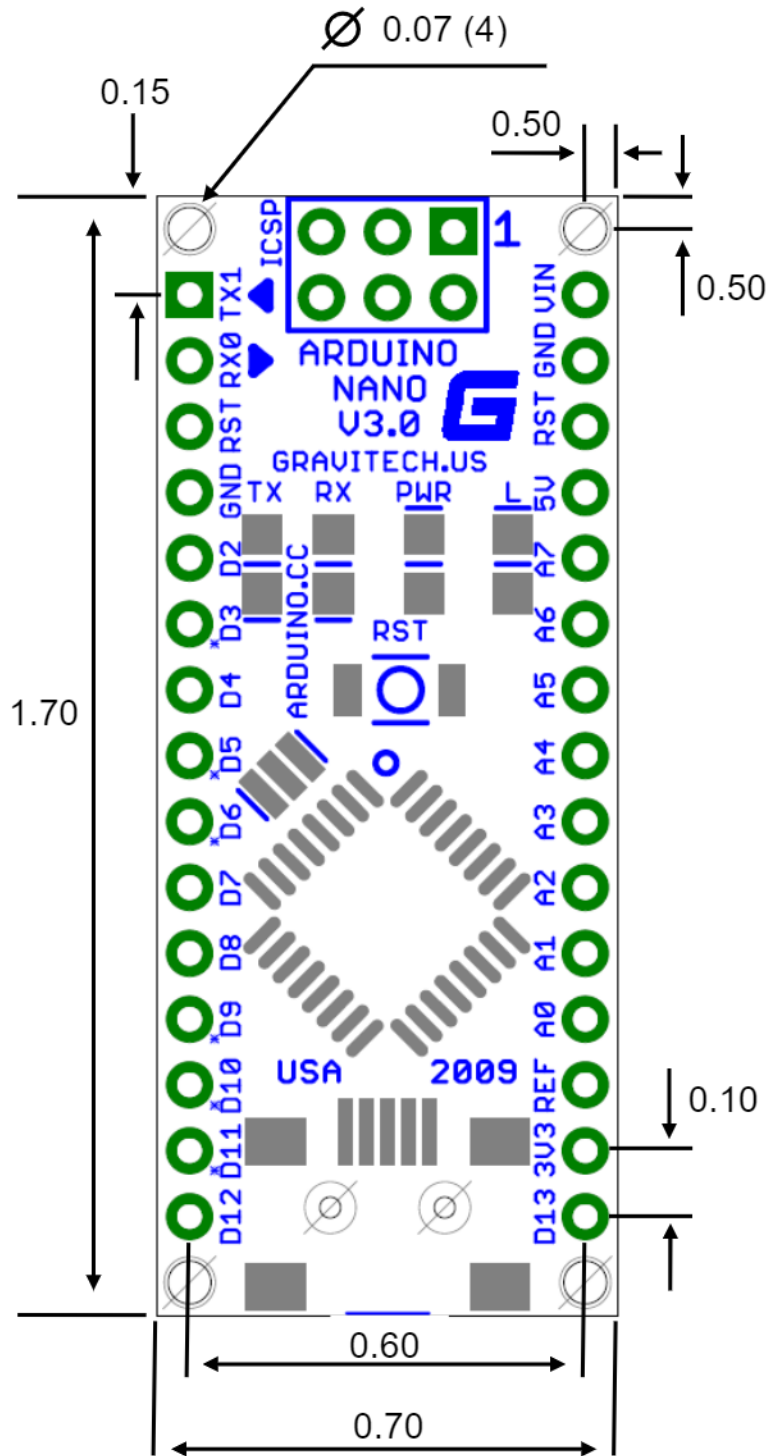 Ø 0.07 (4)
0.15
0.50
0.50
ICSP
1
TX1
RX0
RST
GND
D2
*D3
D4
*D5
*D6
D7
D8
*D9
*D10
*D11
D12
VIN
GND
RST
5V
A7
A6
A5
A4
A3
A2
A1
A0
REF
3V3
D13
ARDUINO
NANO
V3.0
G
GRAVITECH.US
TX RX PWR L
ARDUINO.CC
RST
1.70
USA 2009
0.10
0.60
0.70